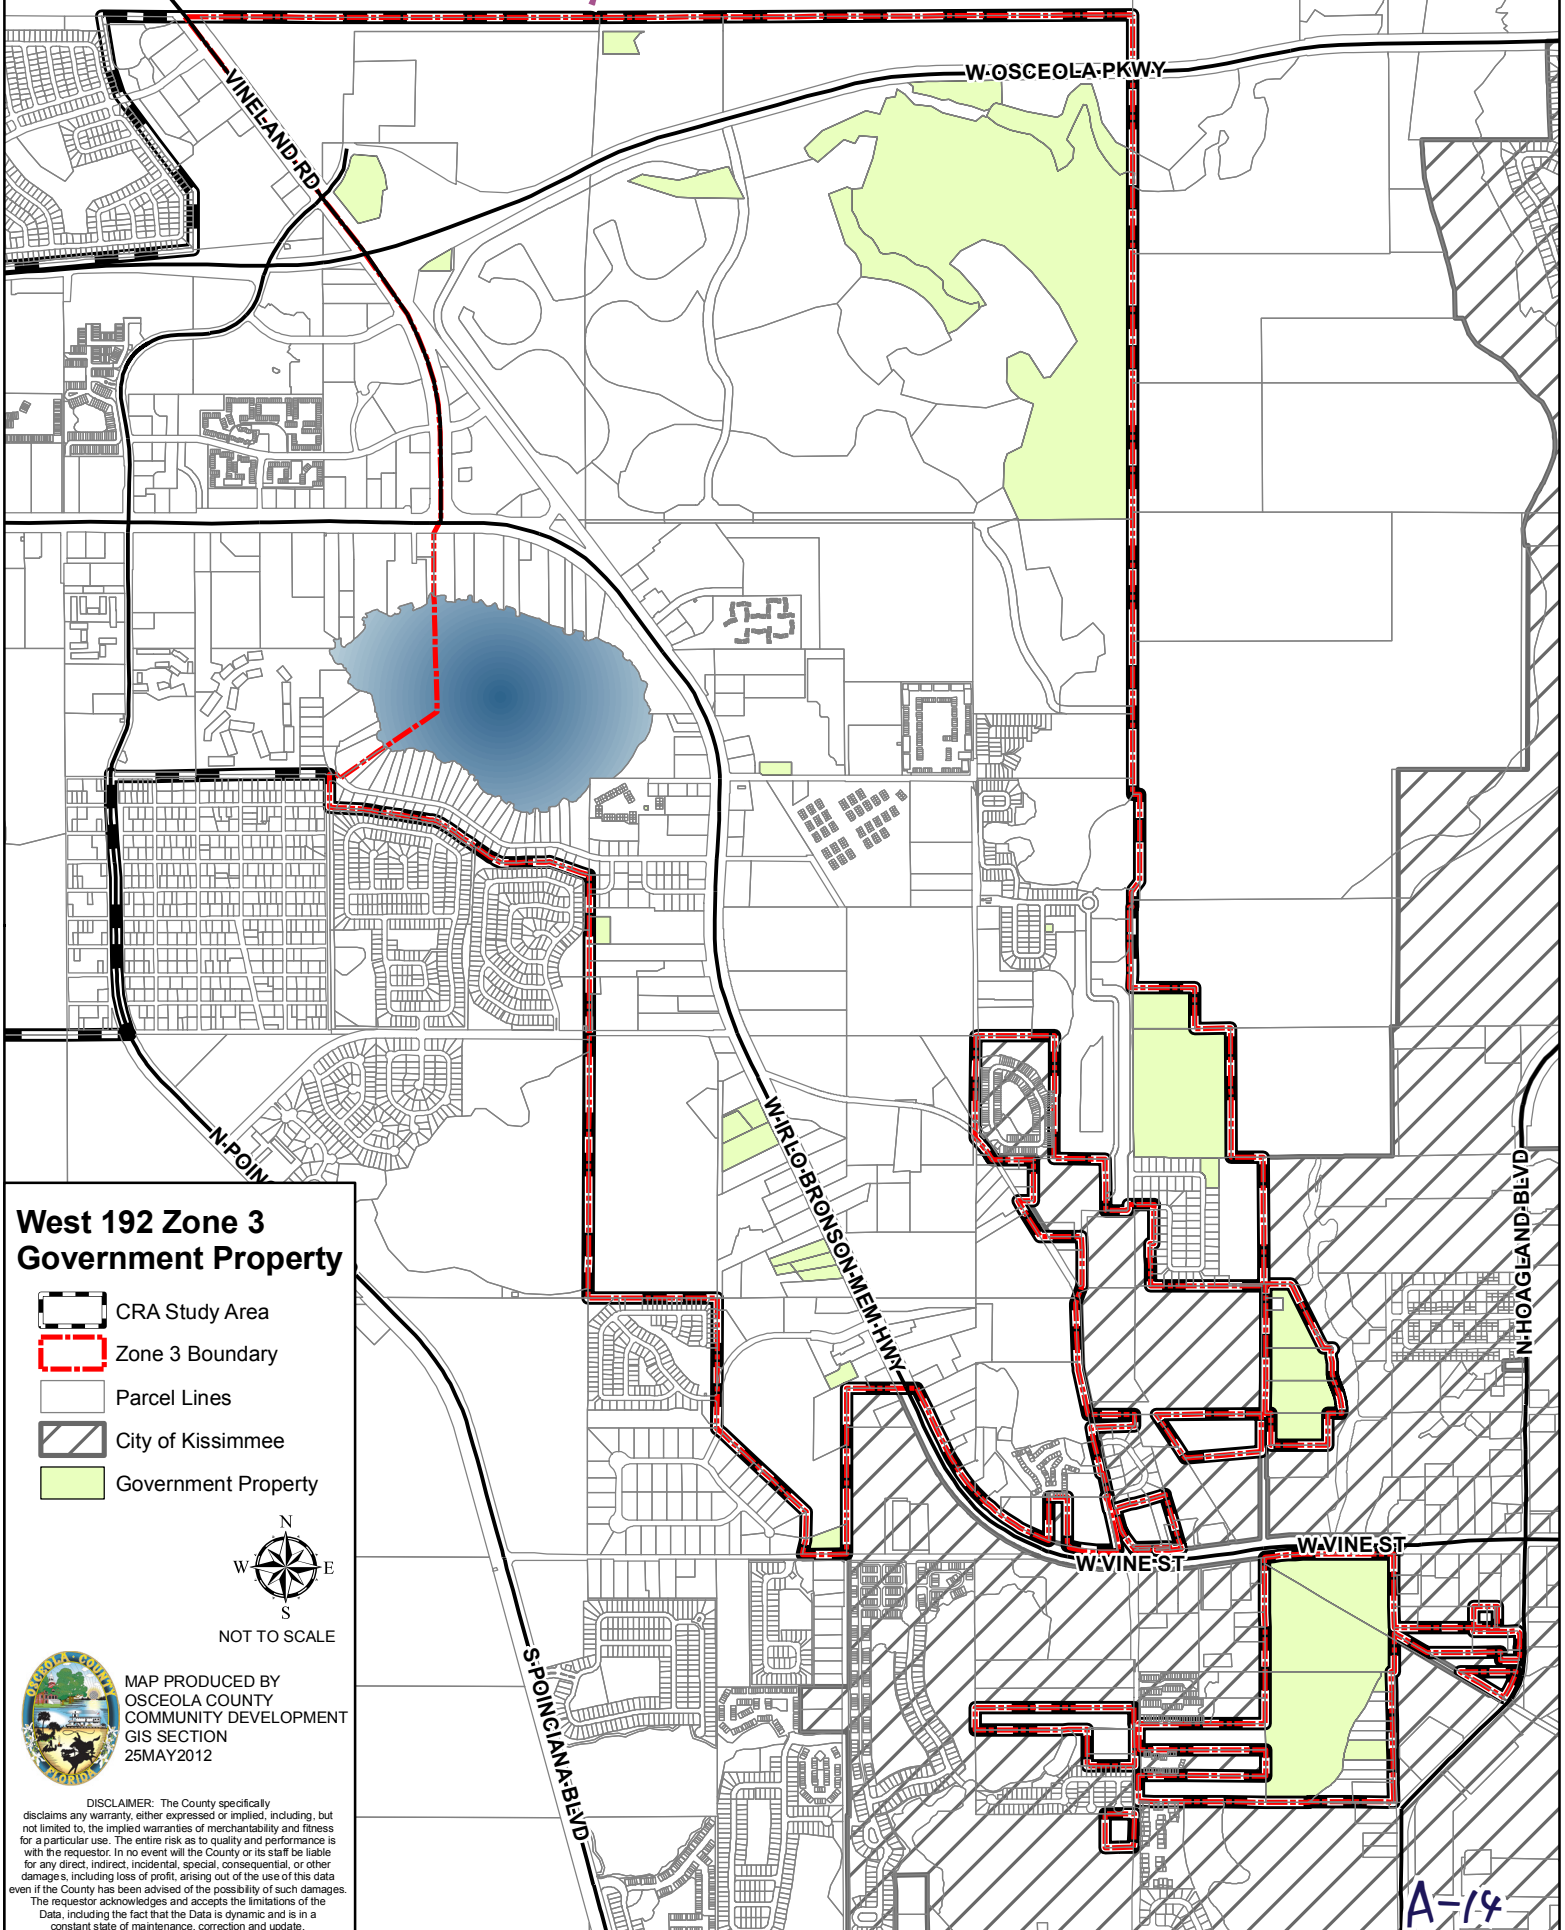 W OSCEOLA PKWY
VINELAND RD
N POIN
W IRLO BRONSON MEM HWY
N HOAGLAND BLVD
West 192 Zone 3
Government Property
CRA Study Area
Zone 3 Boundary
Parcel Lines
City of Kissimmee
Government Property
N
W E
S
NOT TO SCALE
W VINE ST
W VINE ST
S POINCIANA BLVD
OSCEOLA COUNTY
FLORIDA
MAP PRODUCED BY
OSCEOLA COUNTY
COMMUNITY DEVELOPMENT
GIS SECTION
25MAY2012
DISCLAIMER: The County specifically
disclaims any warranty, either expressed or implied, including, but
not limited to, the implied warranties of merchantability and fitness
for a particular use. The entire risk as to quality and performance is
with the requestor. In no event will the County or its staff be liable
for any direct, indirect, incidental, special, consequential, or other
damages, including loss of profit, arising out of the use of this data
even if the County has been advised of the possibility of such damages.
The requestor acknowledges and accepts the limitations of the
Data, including the fact that the Data is dynamic and is in a
constant state of maintenance, correction and update.
A-14